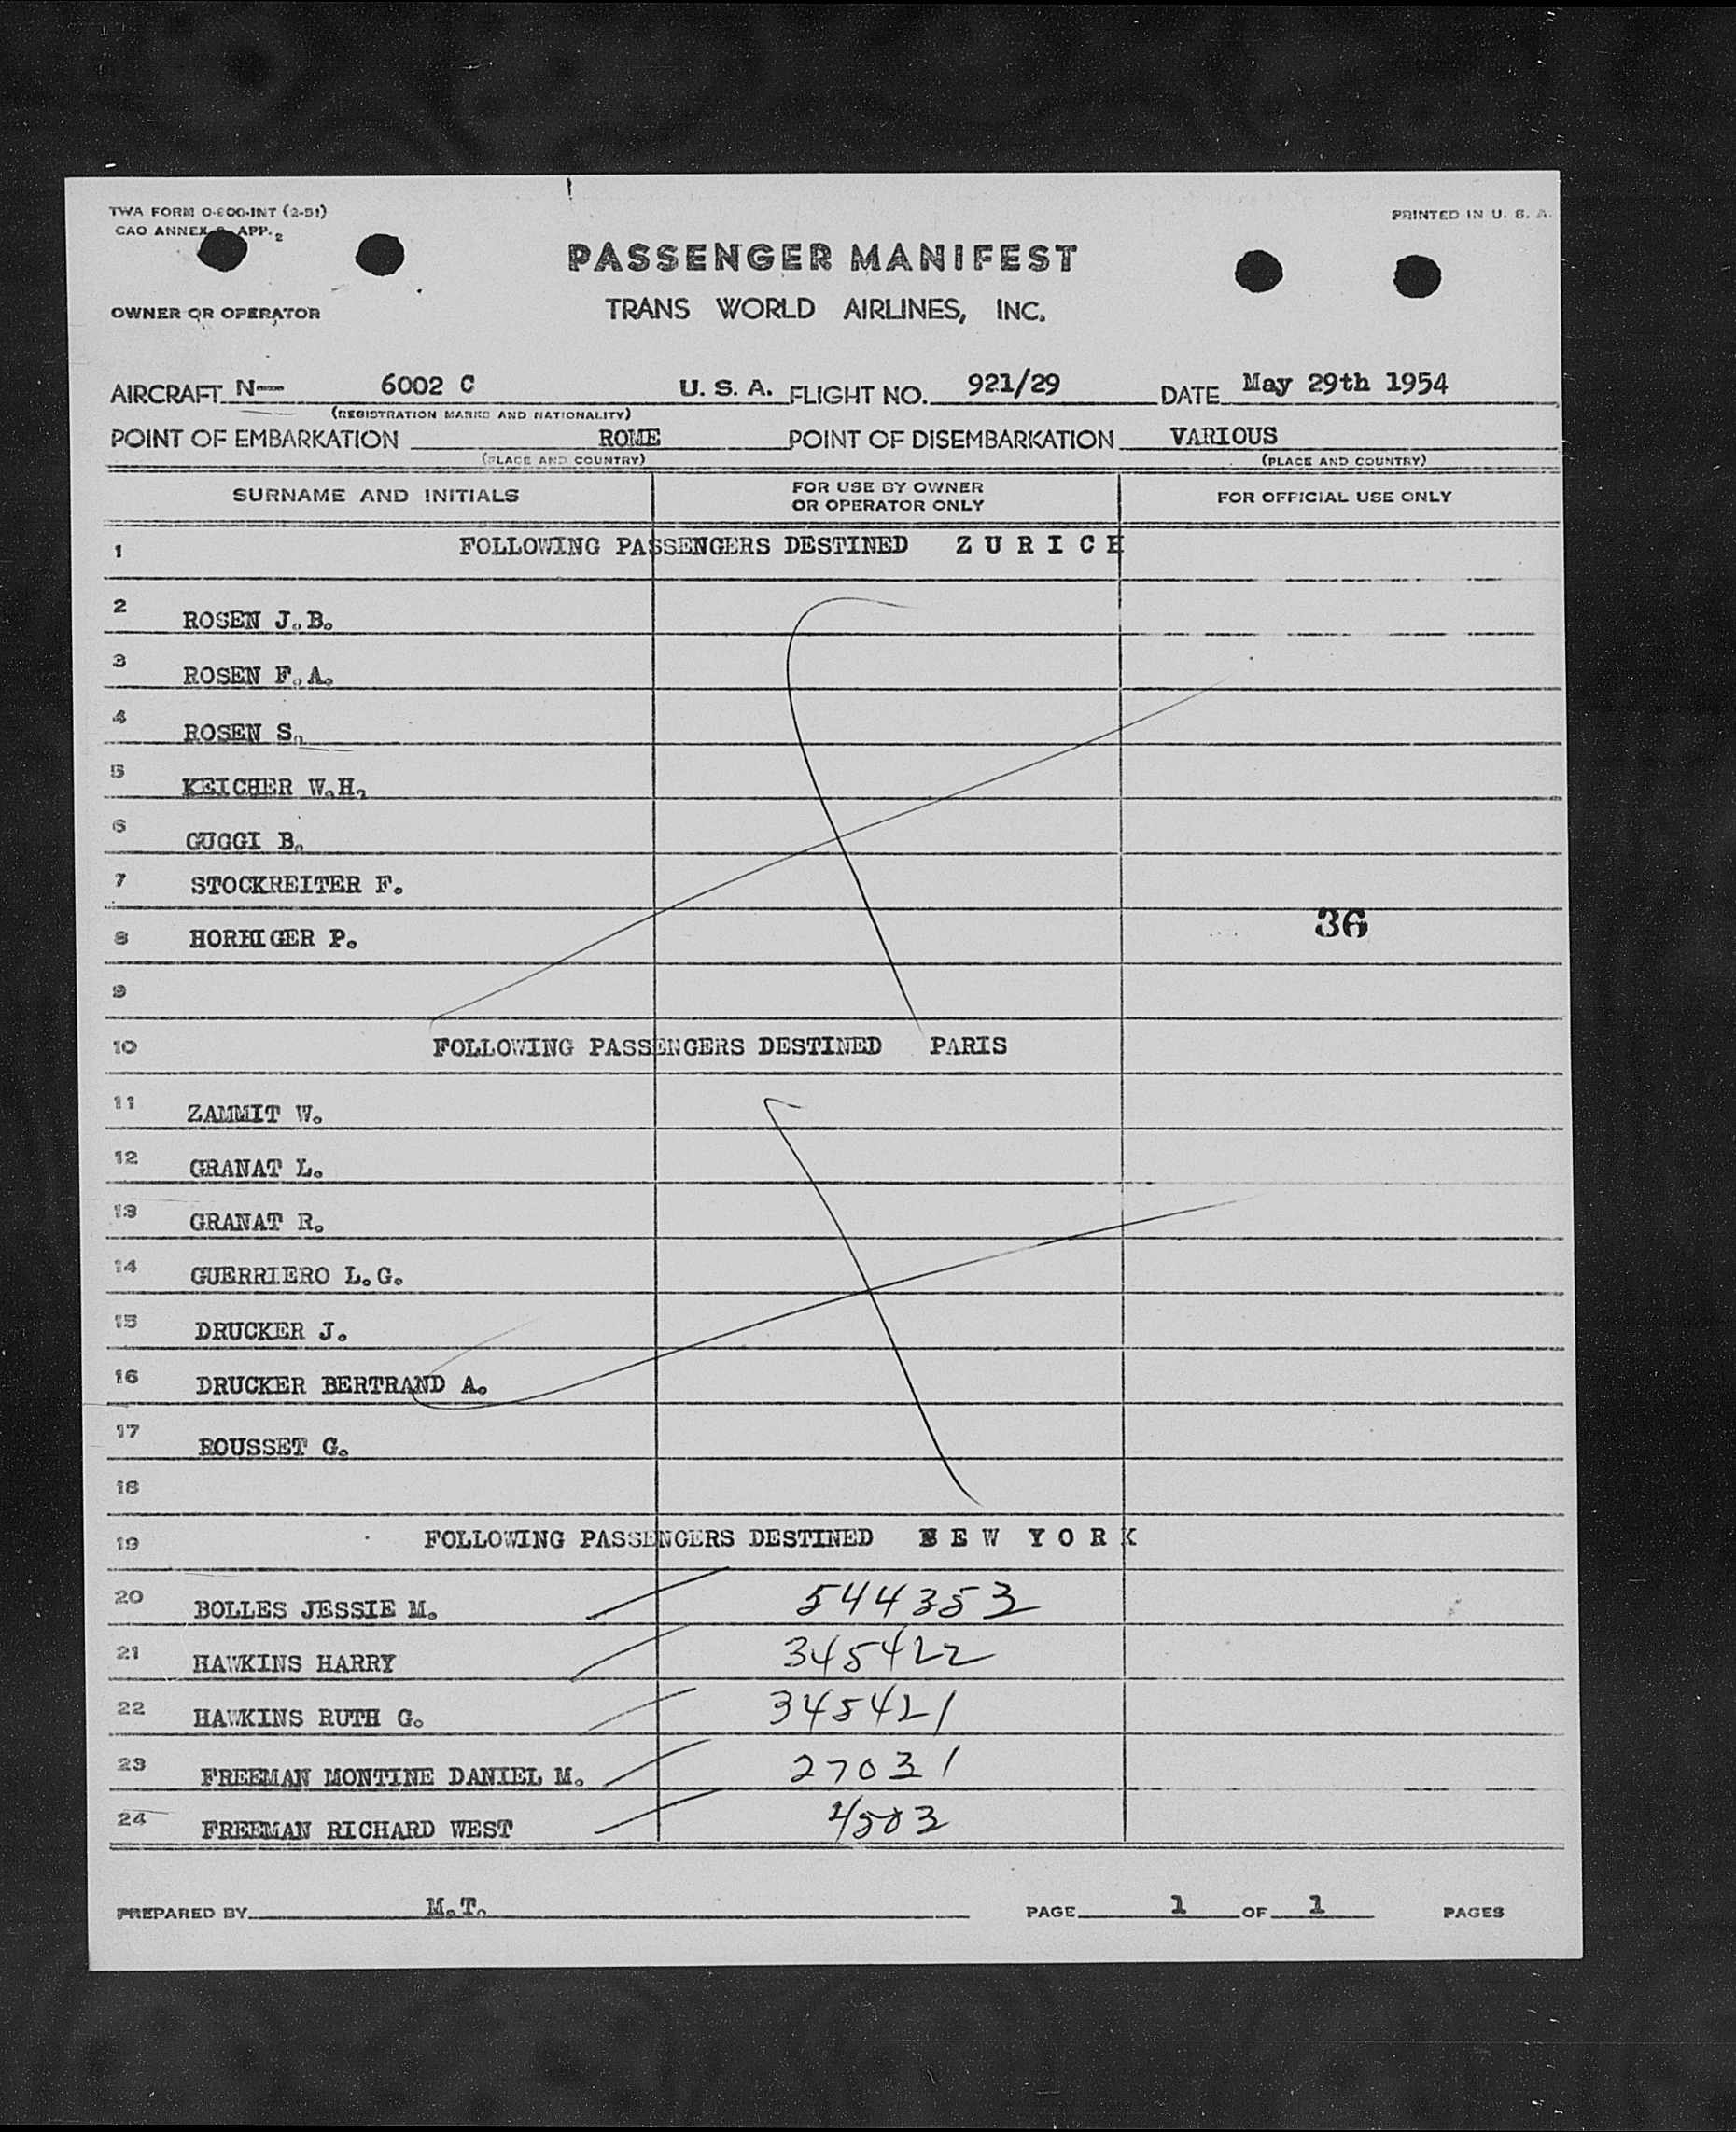 TWA FORM O-800-INT (2-51)
PRINTED IN U. S. A.
CAO ANNEX APP. 2
PASSENGER MANIFEST
OWNER OR OPERATOR
TRANS WORLD AIRLINES, INC.
AIRCRAFT N— 6002 C U. S. A. FLIGHT NO. 921/29 DATE May 29th 1954
(REGISTRATION MARKS AND NATIONALITY)
POINT OF EMBARKATION ROME POINT OF DISEMBARKATION VARIOUS
(PLACE AND COUNTRY) (PLACE AND COUNTRY)
SURNAME AND INITIALS FOR USE BY OWNER OR OPERATOR ONLY FOR OFFICIAL USE ONLY
1 FOLLOWING PASSENGERS DESTINED Z U R I C H
2 ROSEN J.B.
3 ROSEN F.A.
4 ROSEN S.
5 KEICHER W.H.
6 GUGGI B.
7 STOCKREITER F.
8 HORHIGER P. 36
9
10 FOLLOWING PASSENGERS DESTINED PARIS
11 ZAMMIT W.
12 GRANAT L.
13 GRANAT R.
14 GUERRIERO L.G.
15 DRUCKER J.
16 DRUCKER BERTRAND A.
17 ROUSSET G.
18
19 FOLLOWING PASSENGERS DESTINED N E W Y O R K
20 BOLLES JESSIE M. 544353
21 HAWKINS HARRY 345422
22 HAWKINS RUTH G. 345421
23 FREEMAN MONTINE DANIEL M. 27031
24 FREEMAN RICHARD WEST 4503
PREPARED BY M.T. PAGE 1 OF 1 PAGES